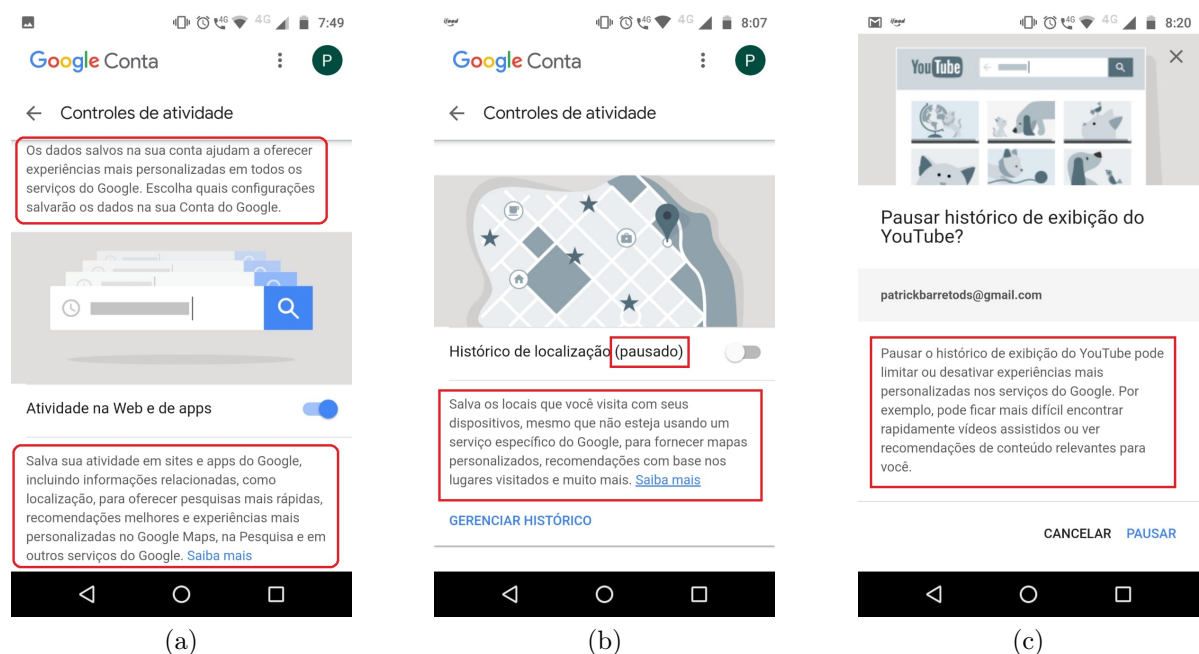 4G 4G 7:49
Google Conta
P
Controles de atividade
Os dados salvos na sua conta ajudam a oferecer
experiências mais personalizadas em todos os
serviços do Google. Escolha quais configurações
salvarão os dados na sua Conta do Google.
Atividade na Web e de apps
Salva sua atividade em sites e apps do Google,
incluindo informações relacionadas, como
localização, para oferecer pesquisas mais rápidas,
recomendações melhores e experiências mais
personalizadas no Google Maps, na Pesquisa e em
outros serviços do Google. Saiba mais
(a)
ifood 4G 4G 8:07
Google Conta
P
Controles de atividade
Histórico de localização (pausado)
Salva os locais que você visita com seus
dispositivos, mesmo que não esteja usando um
serviço específico do Google, para fornecer mapas
personalizados, recomendações com base nos
lugares visitados e muito mais. Saiba mais
GERENCIAR HISTÓRICO
(b)
ifood 4G 4G 8:20
YouTube
Pausar histórico de exibição do
YouTube?
patrickbarretods@gmail.com
Pausar o histórico de exibição do YouTube pode
limitar ou desativar experiências mais
personalizadas nos serviços do Google. Por
exemplo, pode ficar mais difícil encontrar
rapidamente vídeos assistidos ou ver
recomendações de conteúdo relevantes para
você.
CANCELAR PAUSAR
(c)